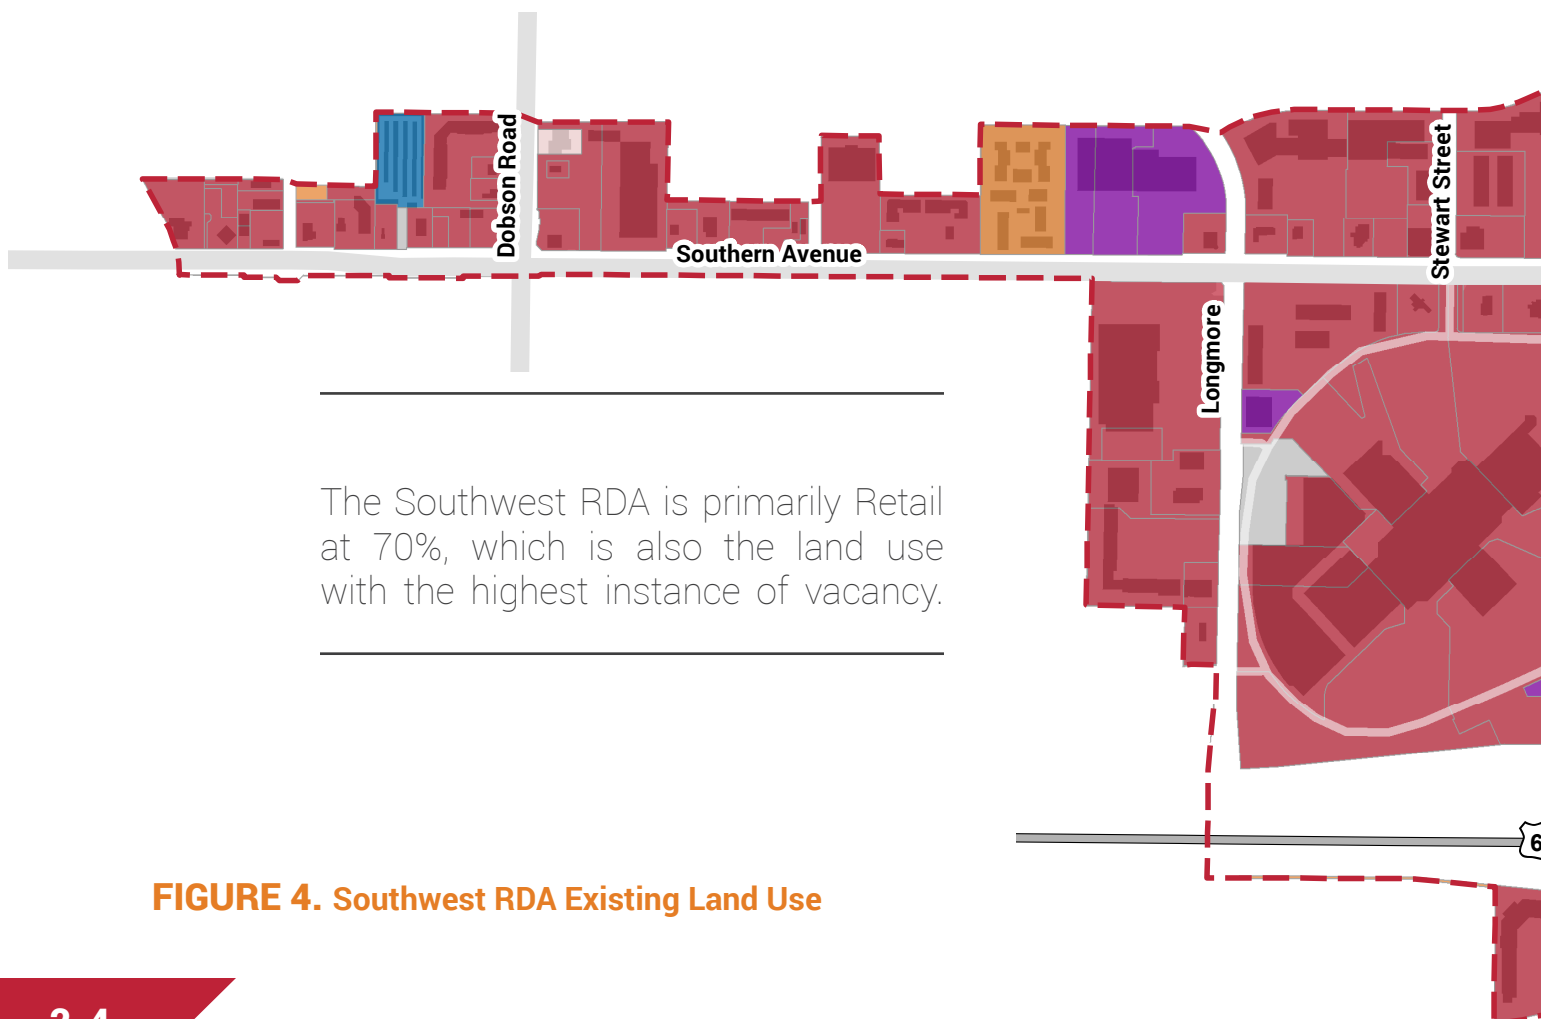 Dobson Road
Southern Avenue
Stewart Street
Longmore
The Southwest RDA is primarily Retail
at 70%, which is also the land use
with the highest instance of vacancy.
6
FIGURE 4. Southwest RDA Existing Land Use